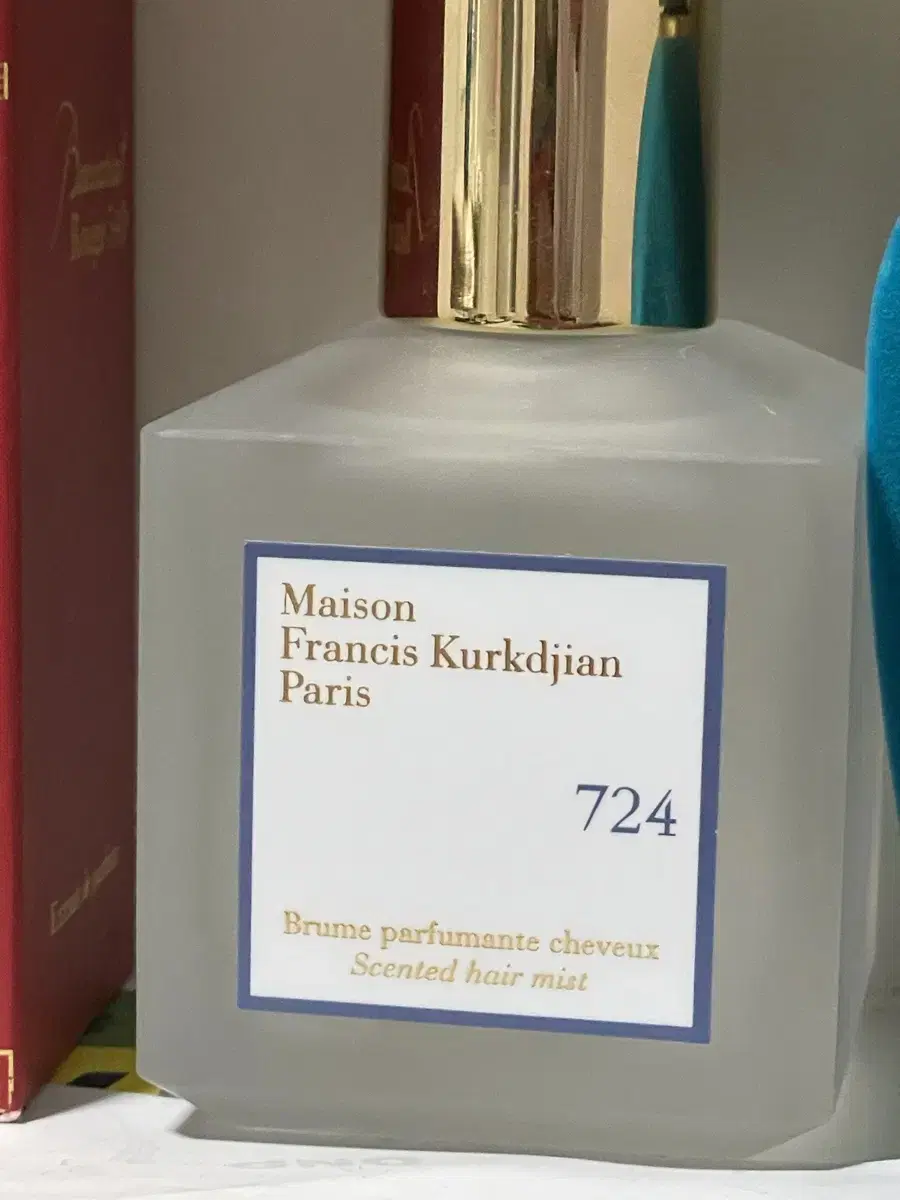 Maison
Francis Kurkdjian
Paris
724
Brume parfumante cheveux
Scented hair mist